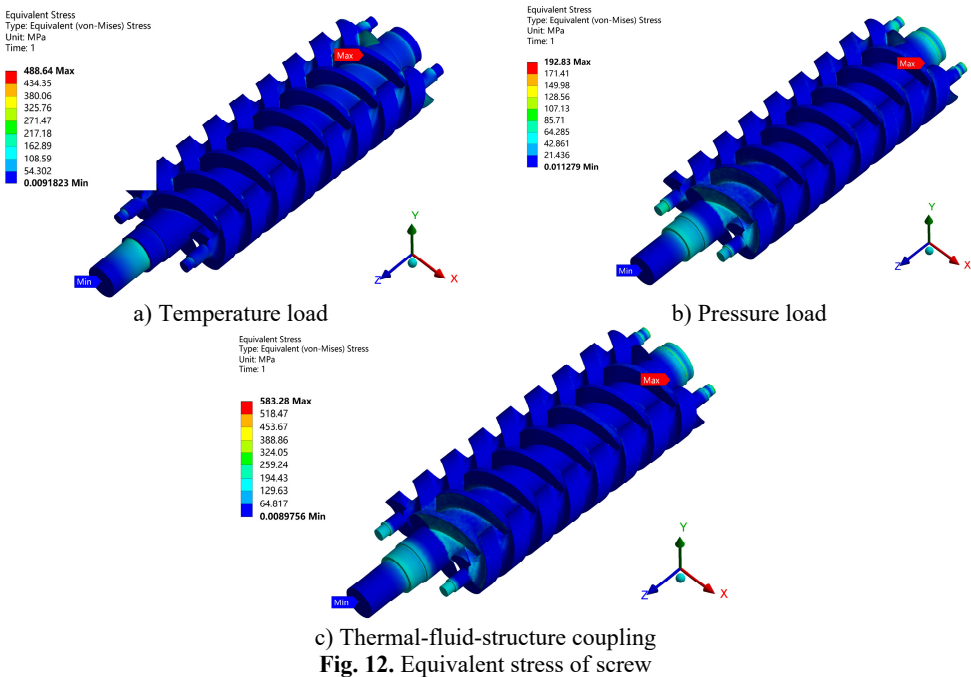 Equivalent Stress
Type: Equivalent (von-Mises) Stress
Unit: MPa
Time: 1
488.64 Max
434.35
380.06
325.76
271.47
217.18
162.89
108.59
54.302
0.0091823 Min
Max
Min
Y
Z
X
a) Temperature load
Equivalent Stress
Type: Equivalent (von-Mises) Stress
Unit: MPa
Time: 1
192.83 Max
171.41
149.98
128.56
107.13
85.71
64.285
42.861
21.436
0.011279 Min
Max
Min
Y
Z
X
b) Pressure load
Equivalent Stress
Type: Equivalent (von-Mises) Stress
Unit: MPa
Time: 1
583.28 Max
518.47
453.67
388.86
324.05
259.24
194.43
129.63
64.817
0.0089756 Min
Max
Min
Y
Z
X
c) Thermal-fluid-structure coupling
Fig. 12. Equivalent stress of screw